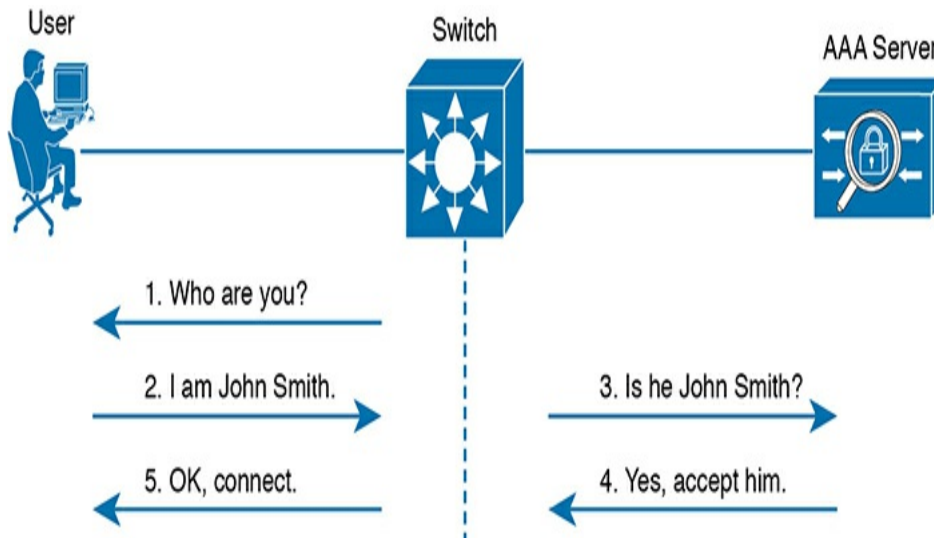 User
Switch
AAA Server
1. Who are you?
2. I am John Smith.
3. Is he John Smith?
5. OK, connect.
4. Yes, accept him.